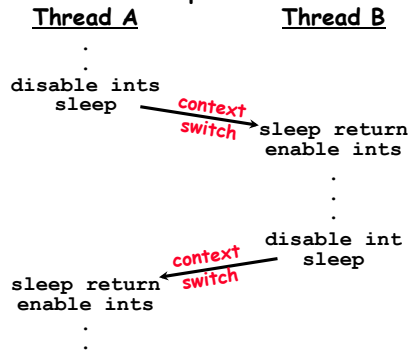 Thread A
Thread B
.
.
disable ints
sleep
context
switch
sleep return
enable ints
.
.
.
disable int
sleep
context
switch
sleep return
enable ints
.
.